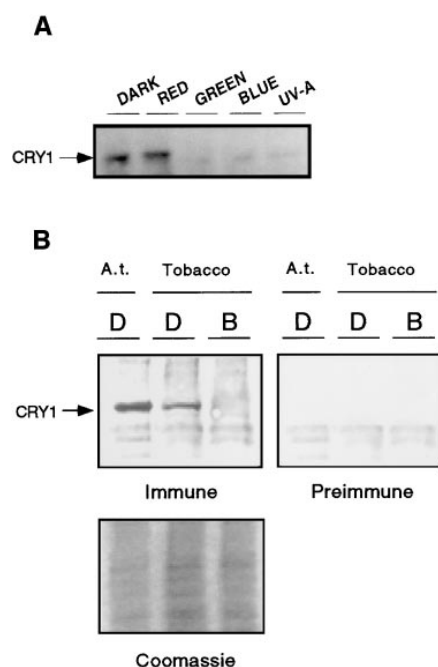 A
DARK RED GREEN BLUE UV-A
CRY1
B
A.t. Tobacco A.t. Tobacco
D D B D D B
CRY1
Immune Preimmune
Coomassie